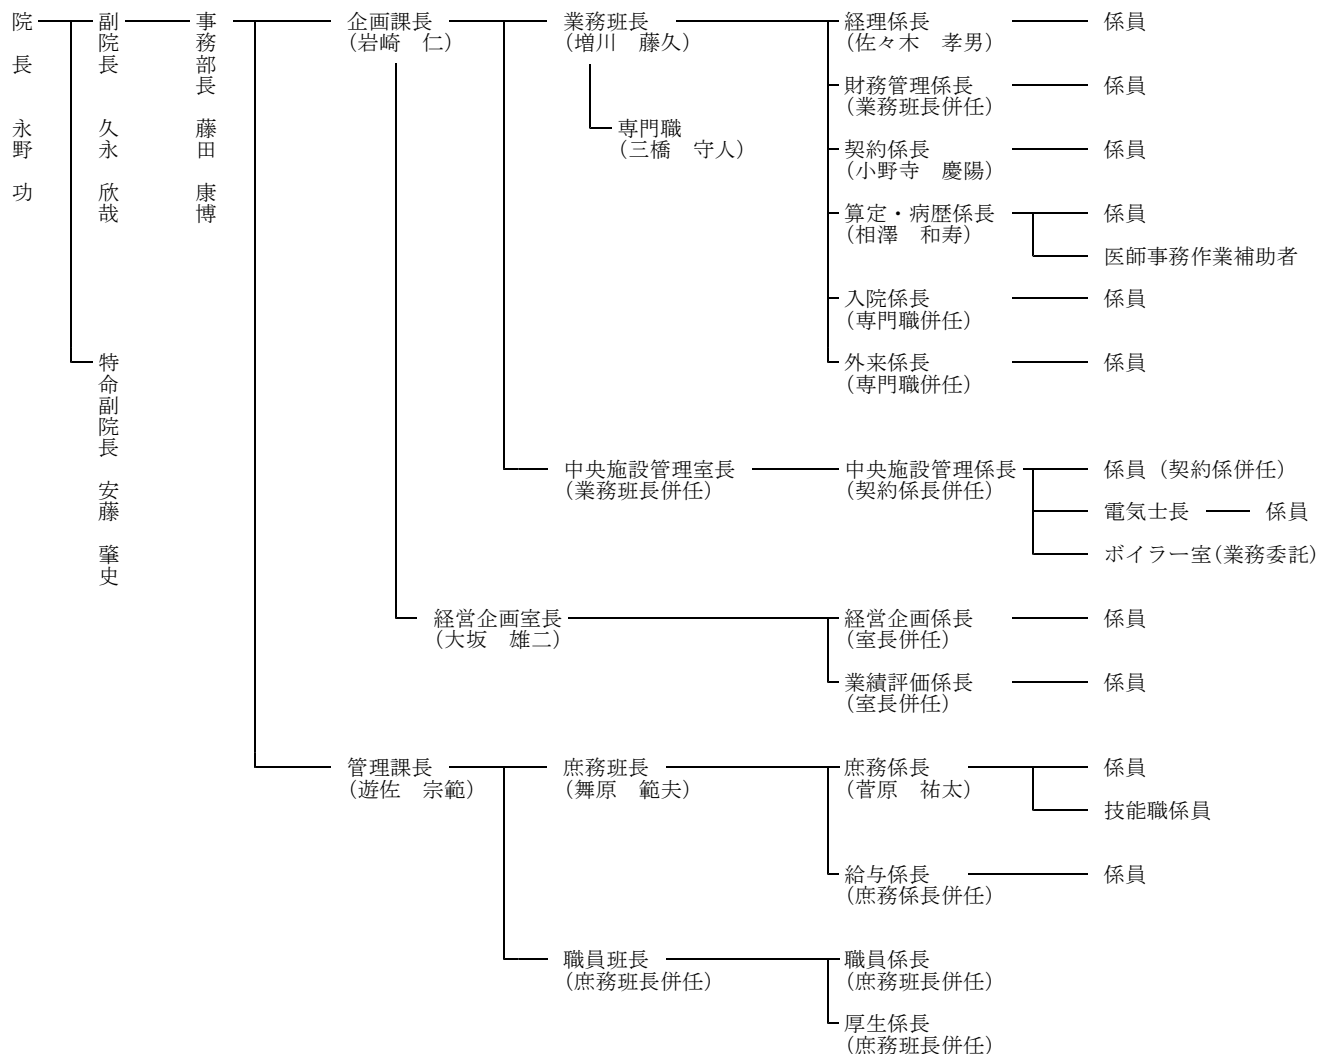 院長 永野 功
副院長 久永 欣哉
特命副院長 安藤 肇史
事務部長 藤田 康博
企画課長
(岩崎 仁)
業務班長
(増川 藤久)
専門職
(三橋 守人)
経理係長
(佐々木 孝男)
係員
財務管理係長
(業務班長併任)
係員
契約係長
(小野寺 慶陽)
係員
算定・病歴係長
(相澤 和寿)
係員
医師事務作業補助者
入院係長
(専門職併任)
係員
外来係長
(専門職併任)
係員
中央施設管理室長
(業務班長併任)
中央施設管理係長
(契約係長併任)
係員(契約係併任)
電気士長
係員
ボイラー室(業務委託)
経営企画室長
(大坂 雄二)
経営企画係長
(室長併任)
係員
業績評価係長
(室長併任)
係員
管理課長
(遊佐 宗範)
庶務班長
(舞原 範夫)
庶務係長
(菅原 祐太)
係員
技能職係員
給与係長
(庶務係長併任)
係員
職員班長
(庶務班長併任)
職員係長
(庶務班長併任)
厚生係長
(庶務班長併任)